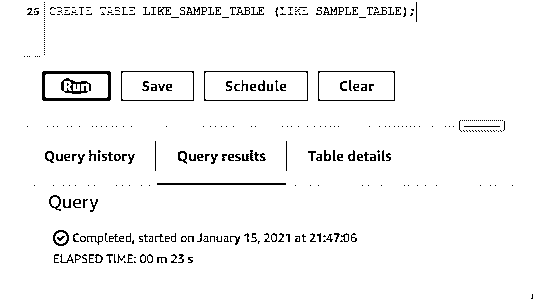 26 CREATE TABLE LIKE_SAMPLE_TABLE (LIKE SAMPLE_TABLE);
Run Save Schedule Clear
Query history Query results Table details
Query
Completed, started on January 15, 2021 at 21:47:06
ELAPSED TIME: 00 m 23 s